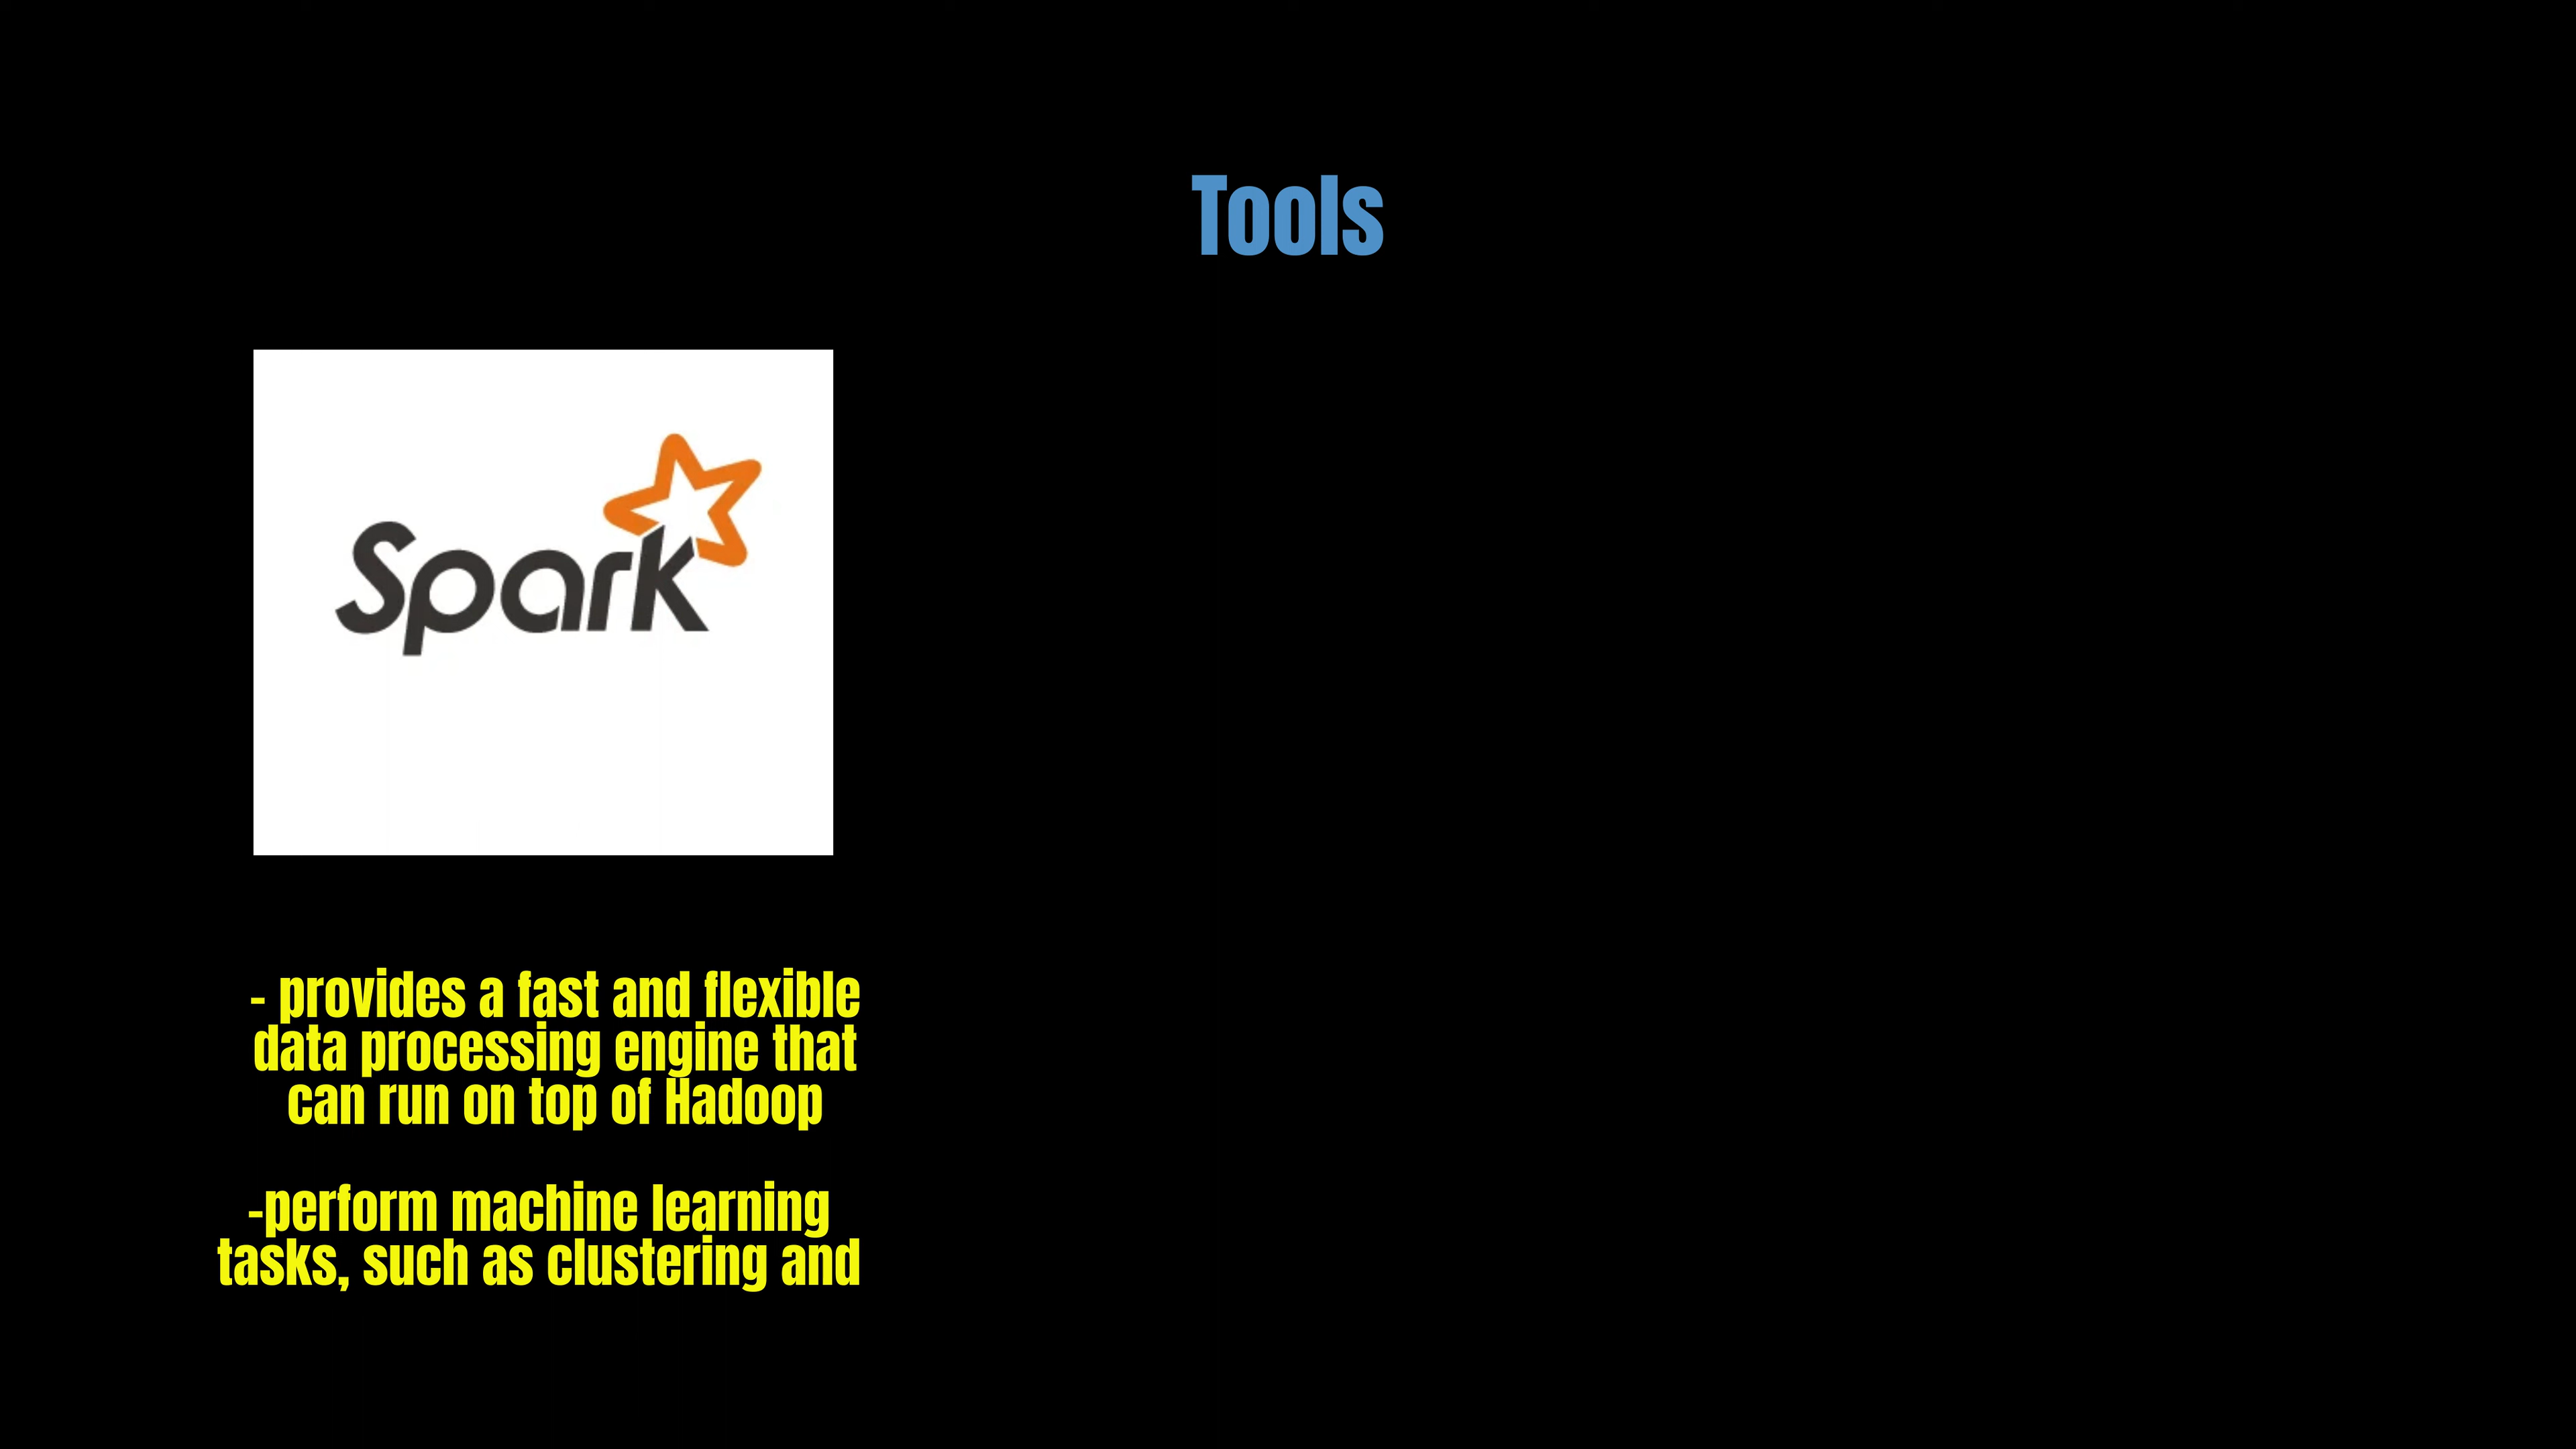 Tools
Spark
- provides a fast and flexible
data processing engine that
can run on top of Hadoop
-perform machine learning
tasks, such as clustering and